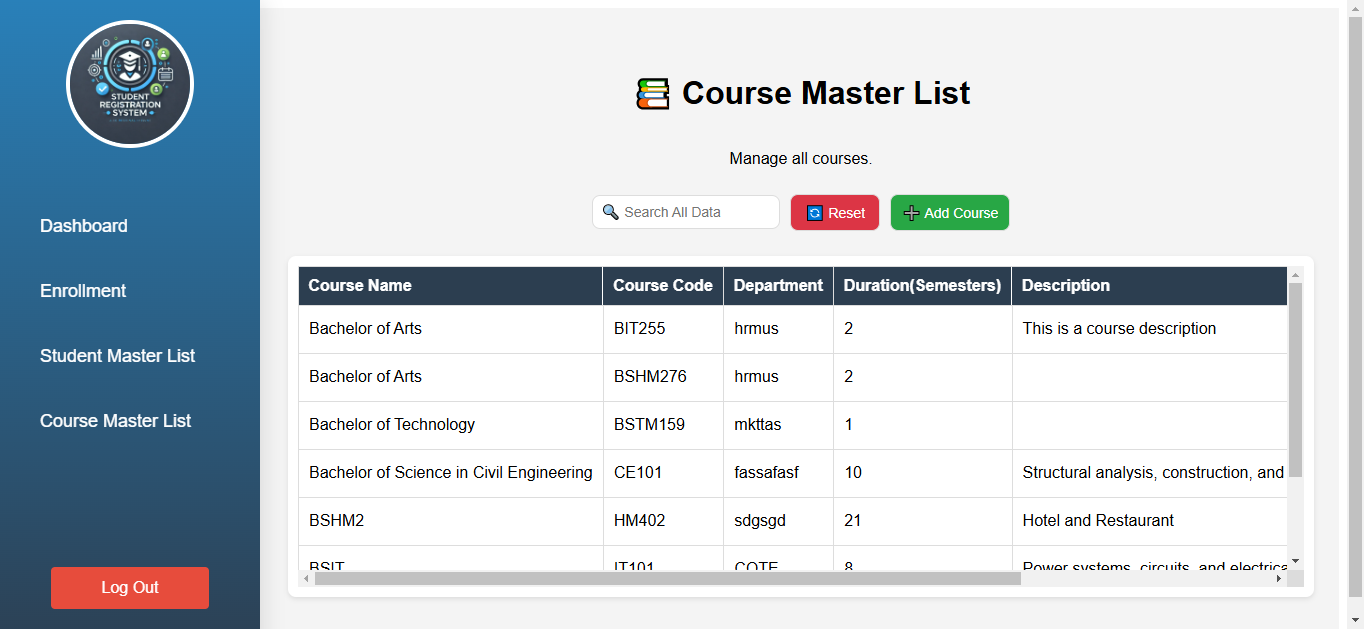 STUDENT
REGISTRATION
SYSTEM
Dashboard
Enrollment
Student Master List
Course Master List
Log Out
Course Master List
Manage all courses.
Search All Data
Reset
Add Course
Course Name Course Code Department Duration(Semesters) Description
Bachelor of Arts BIT255 hrmus 2 This is a course description
Bachelor of Arts BSHM276 hrmus 2
Bachelor of Technology BSTM159 mkttas 1
Bachelor of Science in Civil Engineering CE101 fassafasf 10 Structural analysis, construction, and
BSHM2 HM402 sdgsgd 21 Hotel and Restaurant
BSIT IT101 COTE 8 Power systems, circuits, and electrica